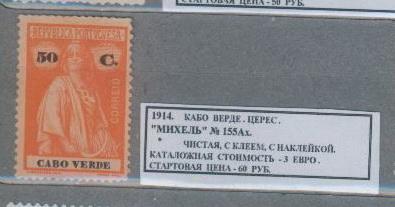 СТАРТОВАЯ ЦЕНА - 50 РУБ.
REPUBLICA PORTUGUESA
50 C.
CORREIO
CABO VERDE
1914. КАБО ВЕРДЕ. ЦЕРЕС.
"МИХЕЛЬ" № 155Ax.
* ЧИСТАЯ, С КЛЕЕМ, С НАКЛЕЙКОЙ.
КАТАЛОЖНАЯ СТОИМОСТЬ - 3 ЕВРО.
СТАРТОВАЯ ЦЕНА - 60 РУБ.